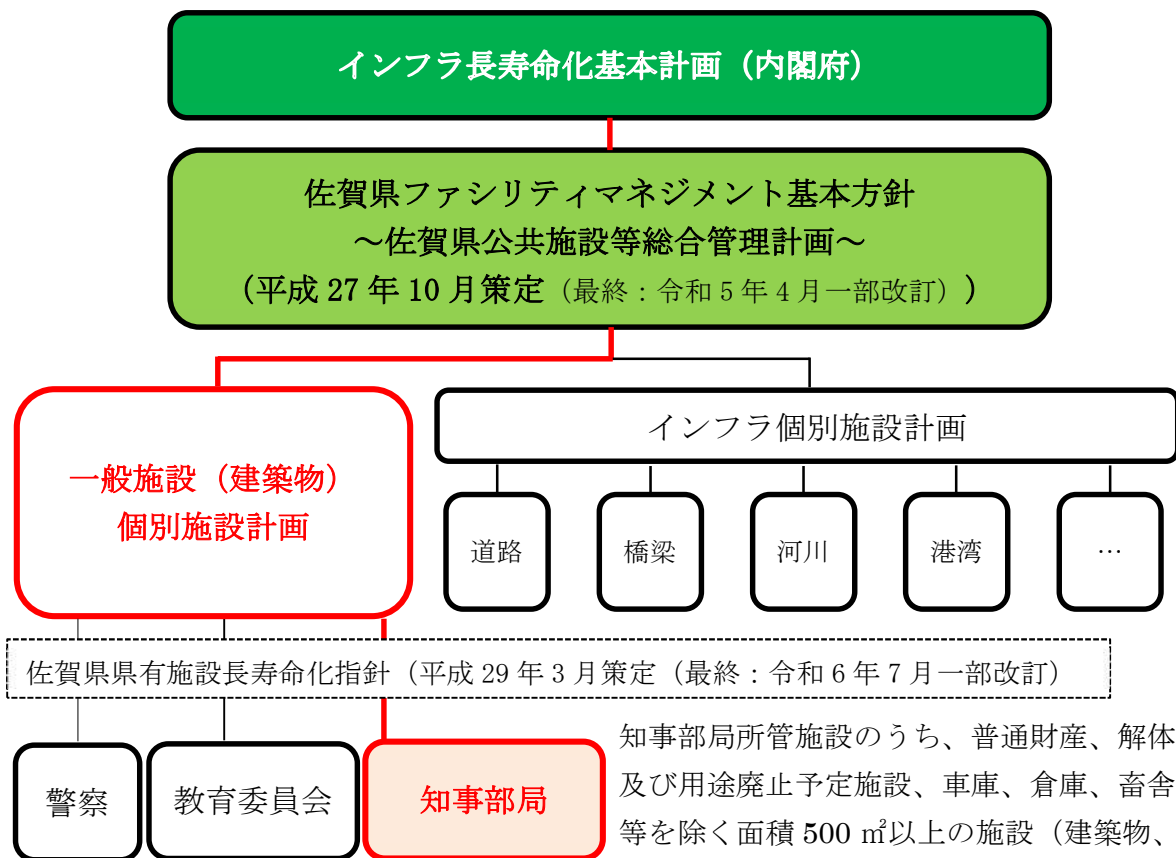 インフラ長寿命化基本計画（内閣府）
佐賀県ファシリティマネジメント基本方針
～佐賀県公共施設等総合管理計画～
（平成 27 年 10 月策定（最終：令和 5 年 4 月一部改訂））
一般施設（建築物）
個別施設計画
インフラ個別施設計画
道路
橋梁
河川
港湾
…
佐賀県県有施設長寿命化指針（平成 29 年 3 月策定（最終：令和 6 年 7 月一部改訂）
警察
教育委員会
知事部局
知事部局所管施設のうち、普通財産、解体
及び用途廃止予定施設、車庫、倉庫、畜舎
等を除く面積 500 ㎡以上の施設（建築物、